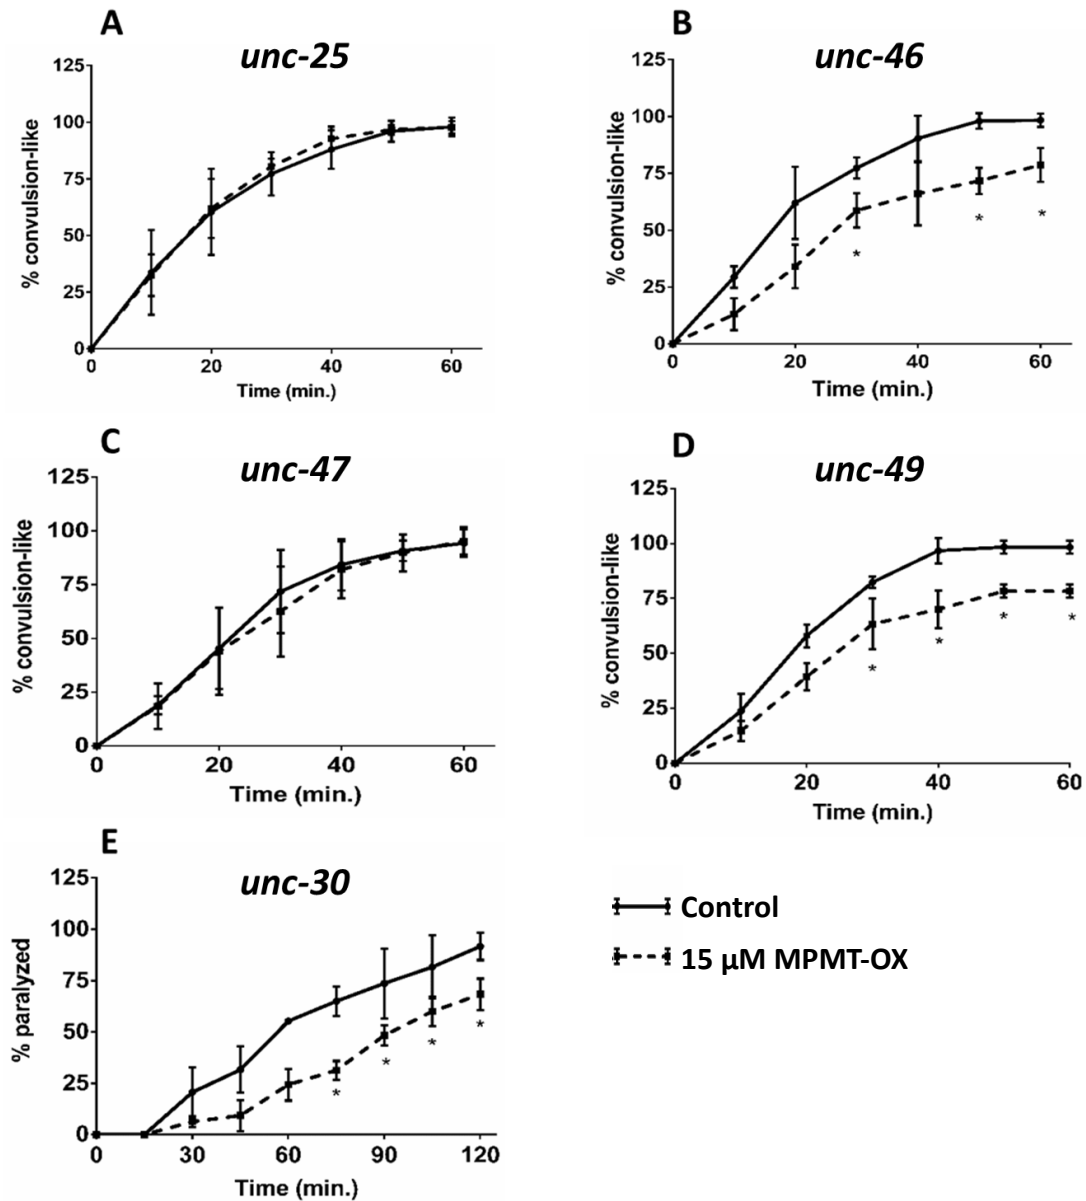 A
unc-25
125
100
75
50
25
0
% convulsion-like
0 20 40 60
Time (min.)
B
unc-46
125
100
75
50
25
0
% convulsion-like
0 20 40 60
Time (min.)
*
*
*
C
unc-47
125
100
75
50
25
0
% convulsion-like
0 20 40 60
Time (min.)
D
unc-49
125
100
75
50
25
0
% convulsion-like
0 20 40 60
Time (min.)
*
*
*
*
E
unc-30
125
100
75
50
25
0
% paralyzed
0 30 60 90 120
Time (min.)
*
*
*
*
Control
15 μM MPMT-OX